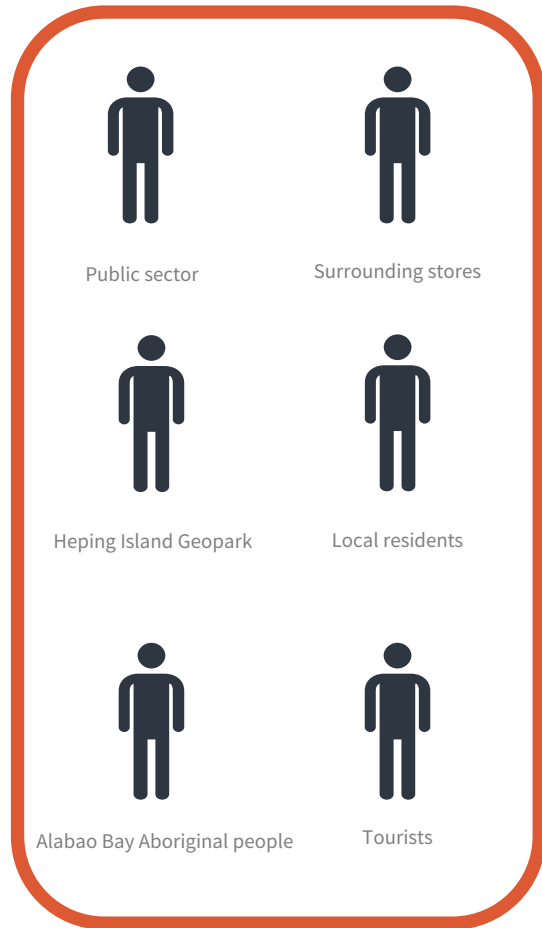 Public sector
Surrounding stores
Heping Island Geopark
Local residents
Alabao Bay Aboriginal people
Tourists